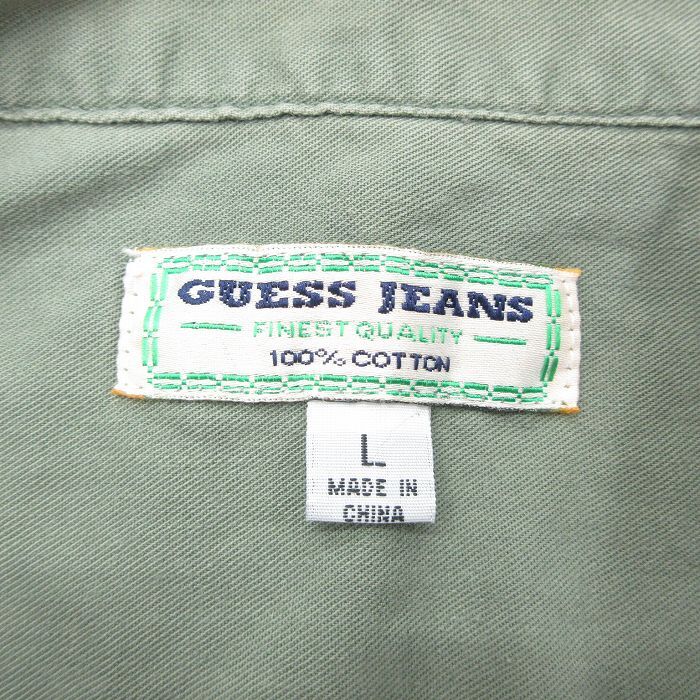 GUESS JEANS
FINEST QUALITY
100% COTTON
L
MADE IN
CHINA